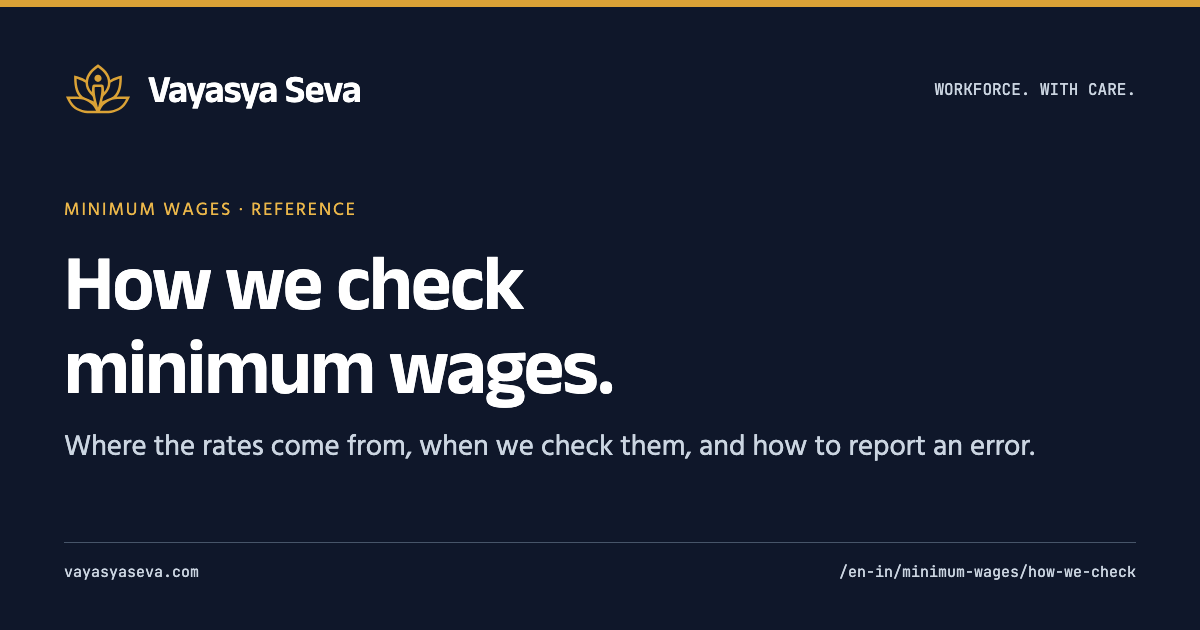 Vayasya Seva
WORKFORCE. WITH CARE.
MINIMUM WAGES · REFERENCE
How we check
minimum wages.
Where the rates come from, when we check them, and how to report an error.
vayasyaseva.com
/en-in/minimum-wages/how-we-check